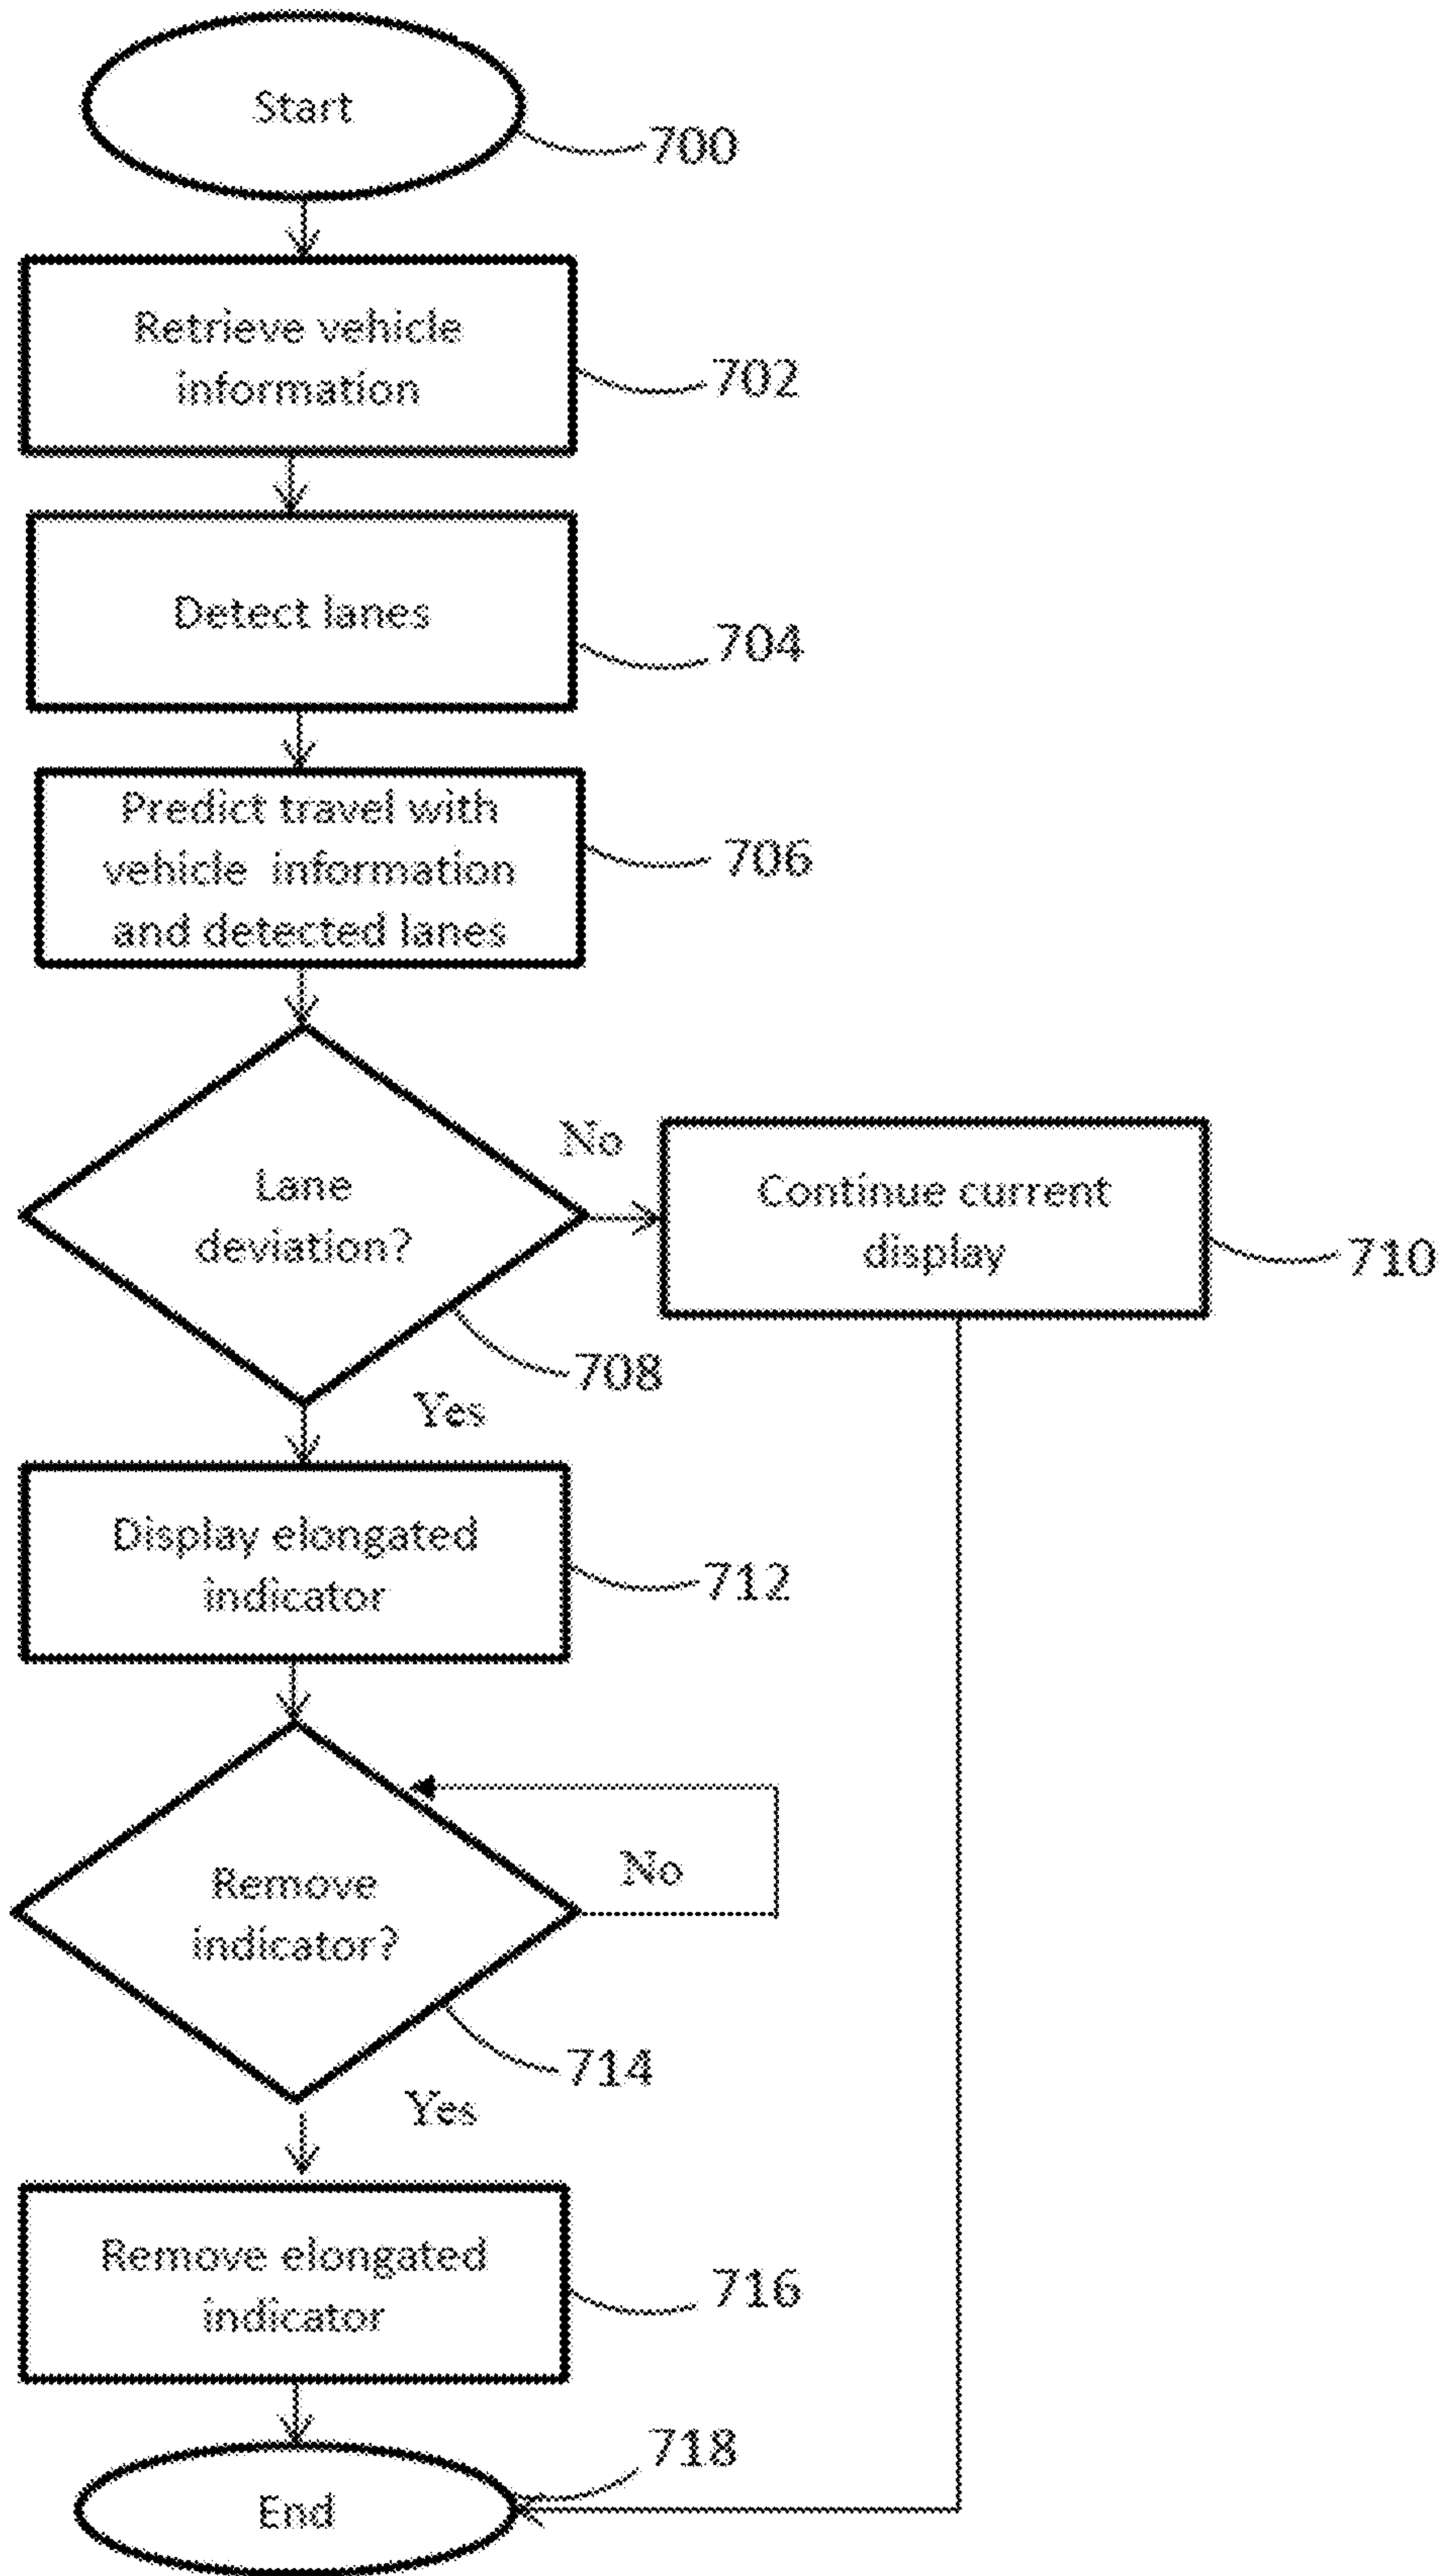 Start
700
Retrieve vehicle
information
702
Detect lanes
704
Predict travel with
vehicle information
and detected lanes
706
Lane
deviation?
708
No
Continue current
display
710
Yes
Display elongated
indicator
712
Remove
indicator?
No
714
Yes
Remove elongated
indicator
716
718
End